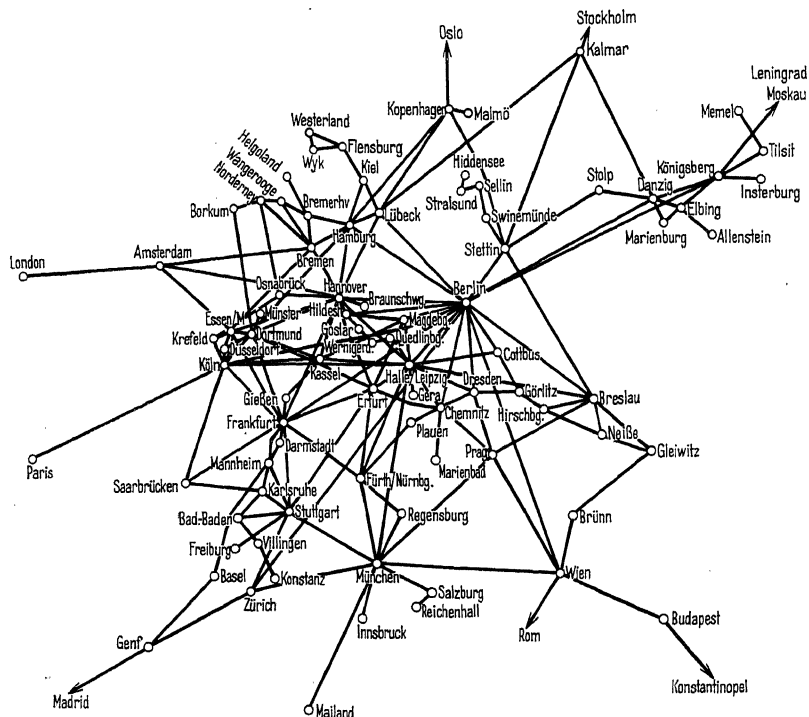 Stockholm
Oslo
Kalmar
Leningrad
Moskau
Kopenhagen
Malmö
Memel
Westerland
Flensburg
Wyk
Tilsit
Helgoland
Wangerooge
Norderney
Kiel
Hiddensee
Sellin
Stralsund
Stolp
Danzig
Königsberg
Insterburg
Borkum
Bremerhv
Lübeck
Swinemünde
Elbing
Hamburg
Marienburg
Allenstein
Stettin
Amsterdam
Bremen
London
Osnabrück
Hannover
Berlin
Braunschwg.
Essen/M
Münster
Hildesh
Magdebg.
Krefeld
Dortmund
Goslar
Quedlinbg.
Düsseldorf
Wernigerd.
Cottbus
Köln
Kassel
Halle/Leipzig
Dresden
Görlitz
Gießen
Erfurt
Gera
Chemnitz
Hirschbg.
Breslau
Frankfurt
Plauen
Neiße
Darmstadt
Prag
Gleiwitz
Paris
Mannheim
Marienbad
Saarbrücken
Karlsruhe
Fürth/Nürnbg.
Stuttgart
Bad-Baden
Regensburg
Brünn
Freiburg
Villingen
Basel
Konstanz
München
Wien
Zürich
Salzburg
Reichenhall
Innsbruck
Budapest
Genf
Rom
Madrid
Konstantinopel
Mailand